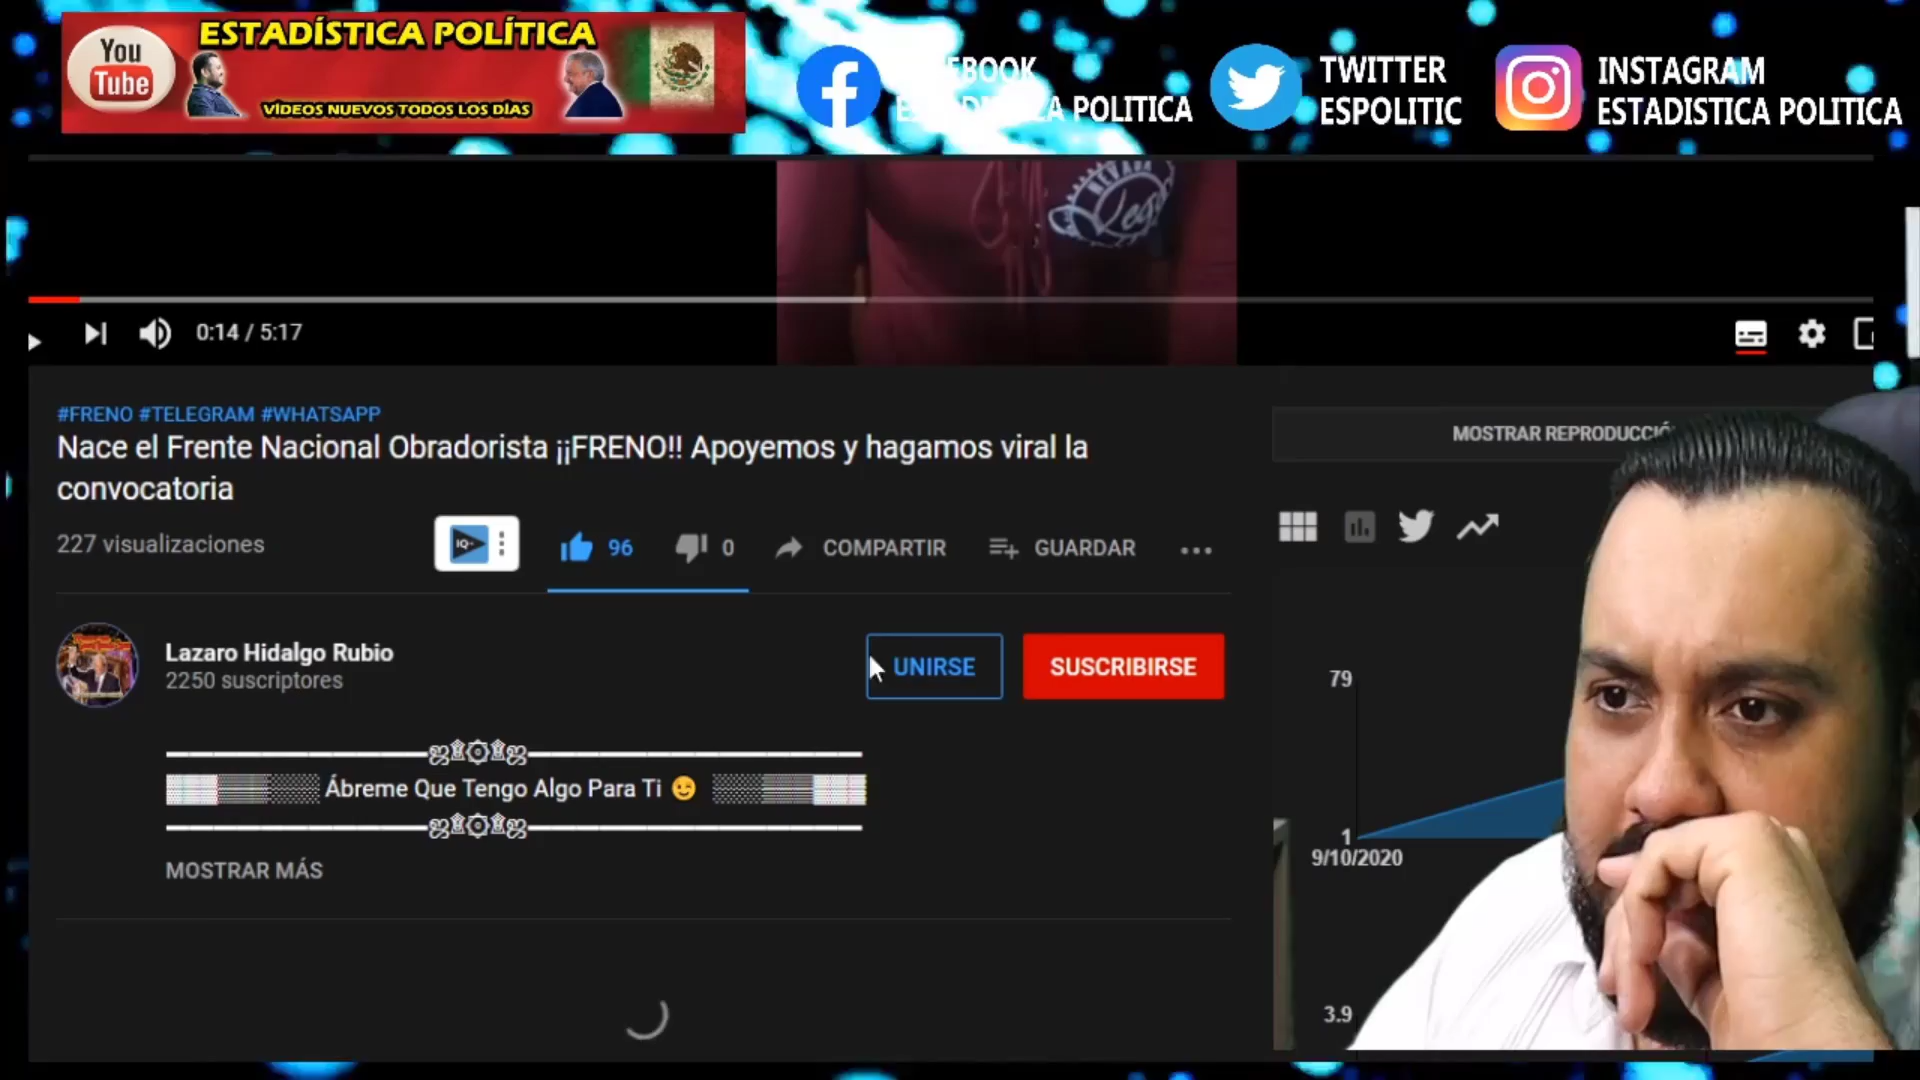 You
Tube
ESTADÍSTICA POLÍTICA
VÍDEOS NUEVOS TODOS LOS DÍAS
POLITICA
TWITTER
ESPOLITIC
INSTAGRAM
ESTADISTICA POLITICA
NEVADA
0:14 / 5:17
#FRENO #TELEGRAM #WHATSAPP
Nace el Frente Nacional Obradorista ¡¡FRENO!! Apoyemos y hagamos viral la
convocatoria
227 visualizaciones
IQ
96
0
COMPARTIR
GUARDAR
Lazaro Hidalgo Rubio
2250 suscriptores
UNIRSE
SUSCRIBIRSE
Ábreme Que Tengo Algo Para Ti 😉
MOSTRAR MÁS
MOSTRAR
79
1
9/10/2020
3.9